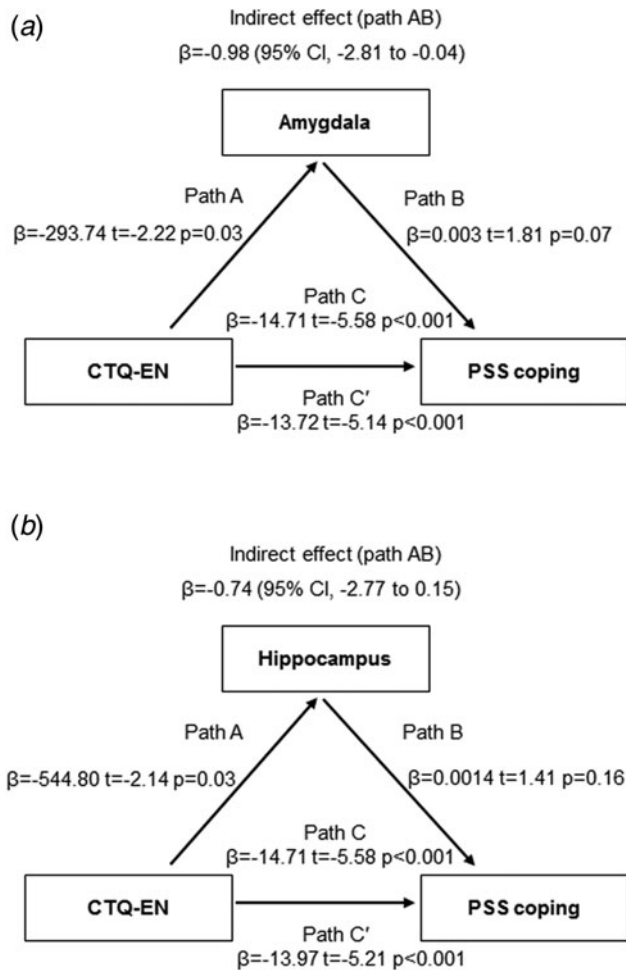 (a)
Indirect effect (path AB)
β=-0.98 (95% CI, -2.81 to -0.04)
Amygdala
Path A
Path B
β=-293.74 t=-2.22 p=0.03
β=0.003 t=1.81 p=0.07
Path C
β=-14.71 t=-5.58 p<0.001
CTQ-EN
PSS coping
Path C′
β=-13.72 t=-5.14 p<0.001
(b)
Indirect effect (path AB)
β=-0.74 (95% CI, -2.77 to 0.15)
Hippocampus
Path A
Path B
β=-544.80 t=-2.14 p=0.03
β=0.0014 t=1.41 p=0.16
Path C
β=-14.71 t=-5.58 p<0.001
CTQ-EN
PSS coping
Path C′
β=-13.97 t=-5.21 p<0.001